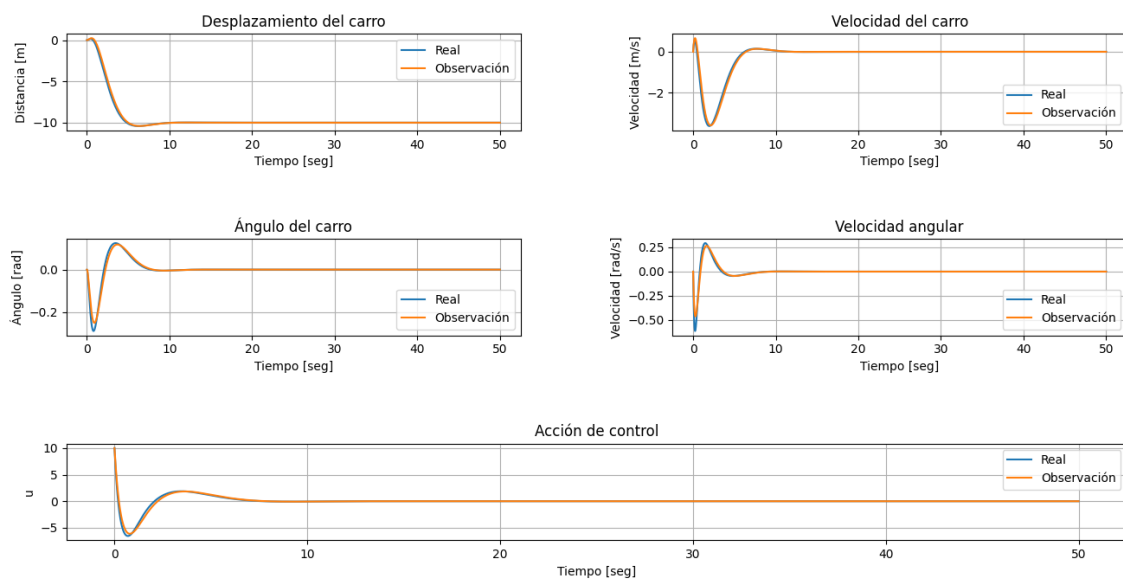 Desplazamiento del carro
Distancia [m]
0
−5
−10
Real
Observación
0
10
20
30
40
50
Tiempo [seg]
Velocidad del carro
Velocidad [m/s]
0
−2
Real
Observación
0
10
20
30
40
50
Tiempo [seg]
Ángulo del carro
Ángulo [rad]
0.0
−0.2
Real
Observación
0
10
20
30
40
50
Tiempo [seg]
Velocidad angular
Velocidad [rad/s]
0.25
0.00
−0.25
−0.50
Real
Observación
0
10
20
30
40
50
Tiempo [seg]
Acción de control
u
10
5
0
−5
Real
Observación
0
10
20
30
40
50
Tiempo [seg]